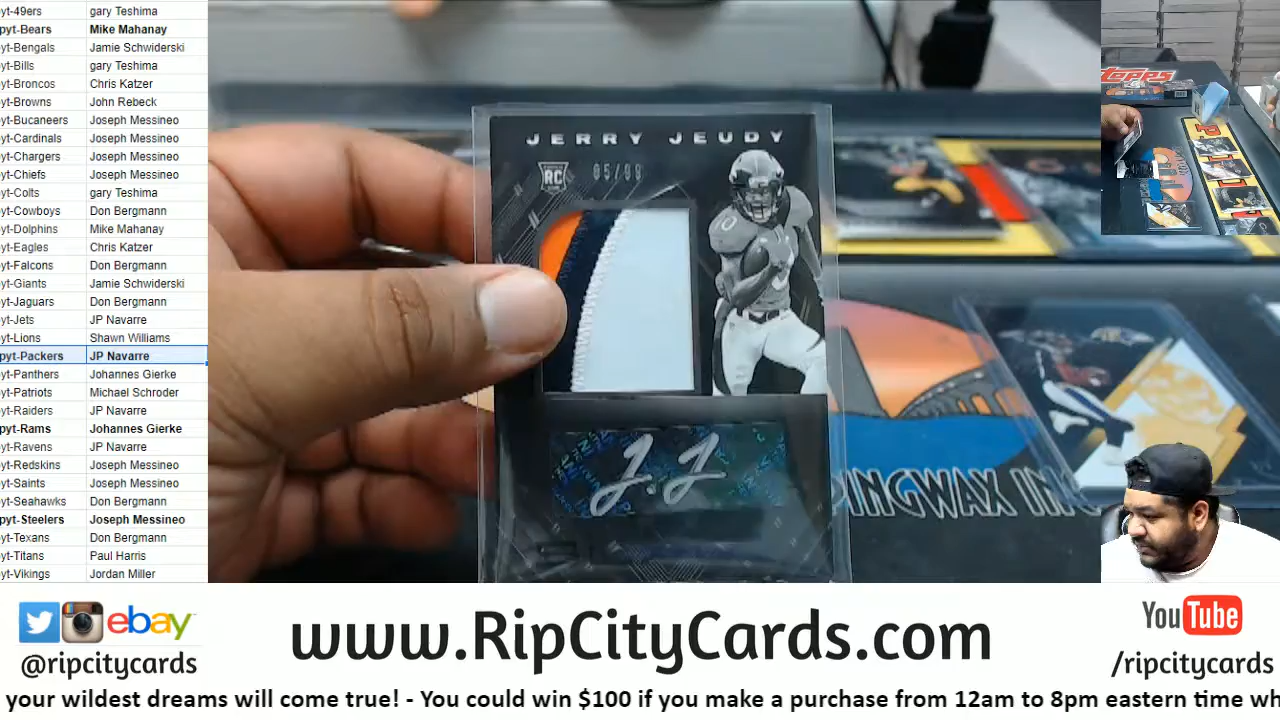 yt-49ers gary Teshima
pyt-Bears Mike Mahanay
yt-Bengals Jamie Schwiderski
yt-Bills gary Teshima
yt-Broncos Chris Katzer
yt-Browns John Rebeck
yt-Bucaneers Joseph Messineo
yt-Cardinals Joseph Messineo
yt-Chargers Joseph Messineo
yt-Chiefs Joseph Messineo
yt-Colts gary Teshima
yt-Cowboys Don Bergmann
yt-Dolphins Mike Mahanay
yt-Eagles Chris Katzer
yt-Falcons Don Bergmann
yt-Giants Jamie Schwiderski
yt-Jaguars Don Bergmann
yt-Jets JP Navarre
yt-Lions Shawn Williams
pyt-Packers JP Navarre
yt-Panthers Johannes Gierke
yt-Patriots Michael Schroder
yt-Raiders JP Navarre
pyt-Rams Johannes Gierke
yt-Ravens JP Navarre
yt-Redskins Joseph Messineo
yt-Saints Joseph Messineo
yt-Seahawks Don Bergmann
pyt-Steelers Joseph Messineo
yt-Texans Don Bergmann
yt-Titans Paul Harris
yt-Vikings Jordan Miller
JERRY JEUDY
RC
05/99
J.J
PINGWAX IN
topps
ebay
@ripcitycards
www.RipCityCards.com
YouTube
/ripcitycards
your wildest dreams will come true! - You could win $100 if you make a purchase from 12am to 8pm eastern time wh